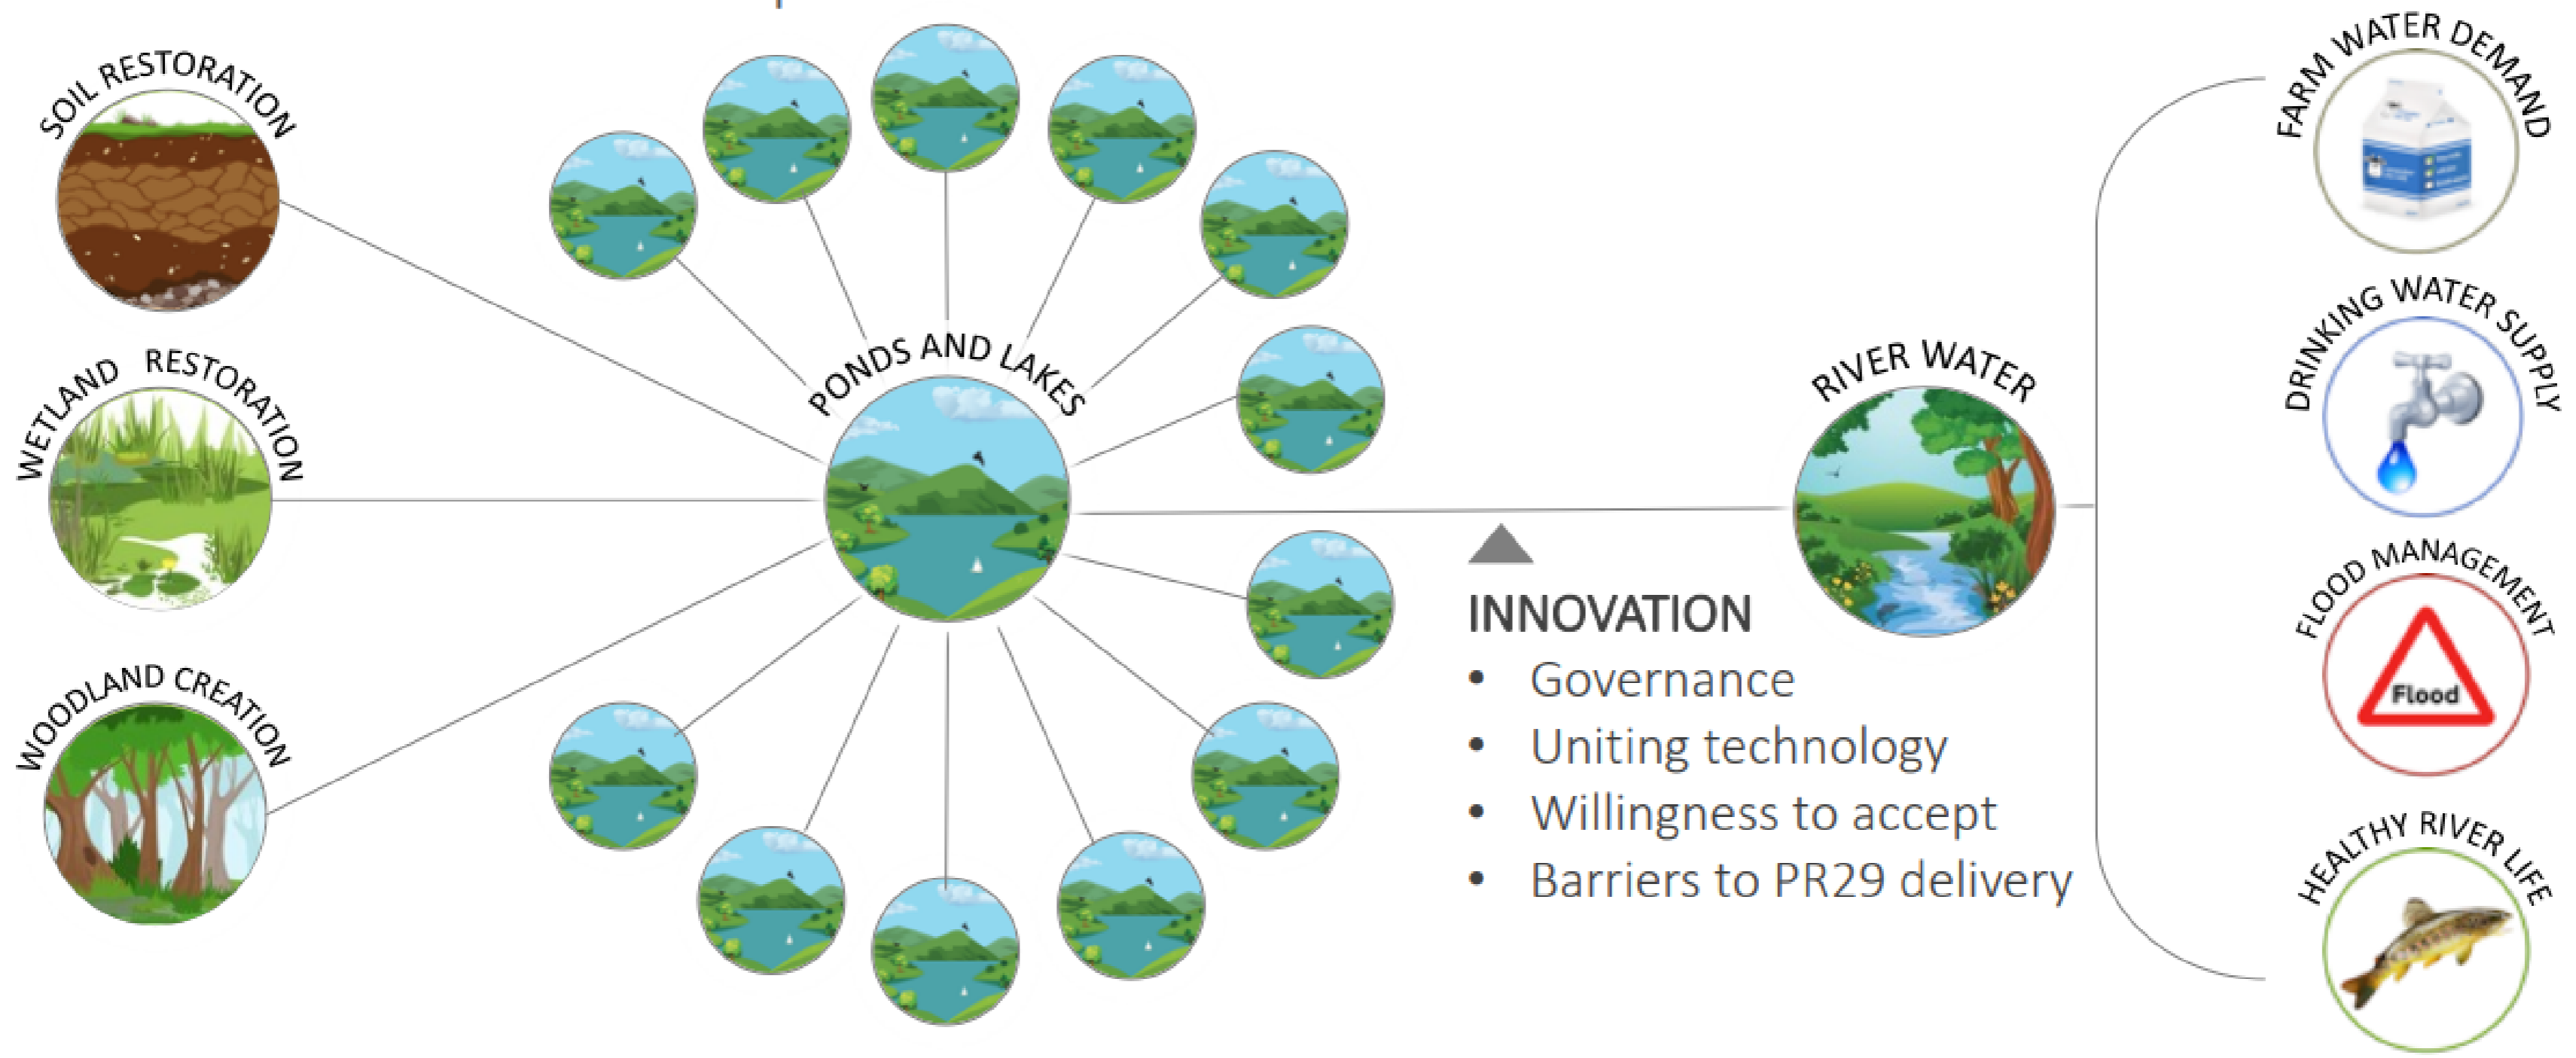 SOIL RESTORATION
WETLAND RESTORATION
WOODLAND CREATION
PONDS AND LAKES
INNOVATION
• Governance
• Uniting technology
• Willingness to accept
• Barriers to PR29 delivery
RIVER WATER
FARM WATER DEMAND
DRINKING WATER SUPPLY
FLOOD MANAGEMENT
Flood
HEALTHY RIVER LIFE